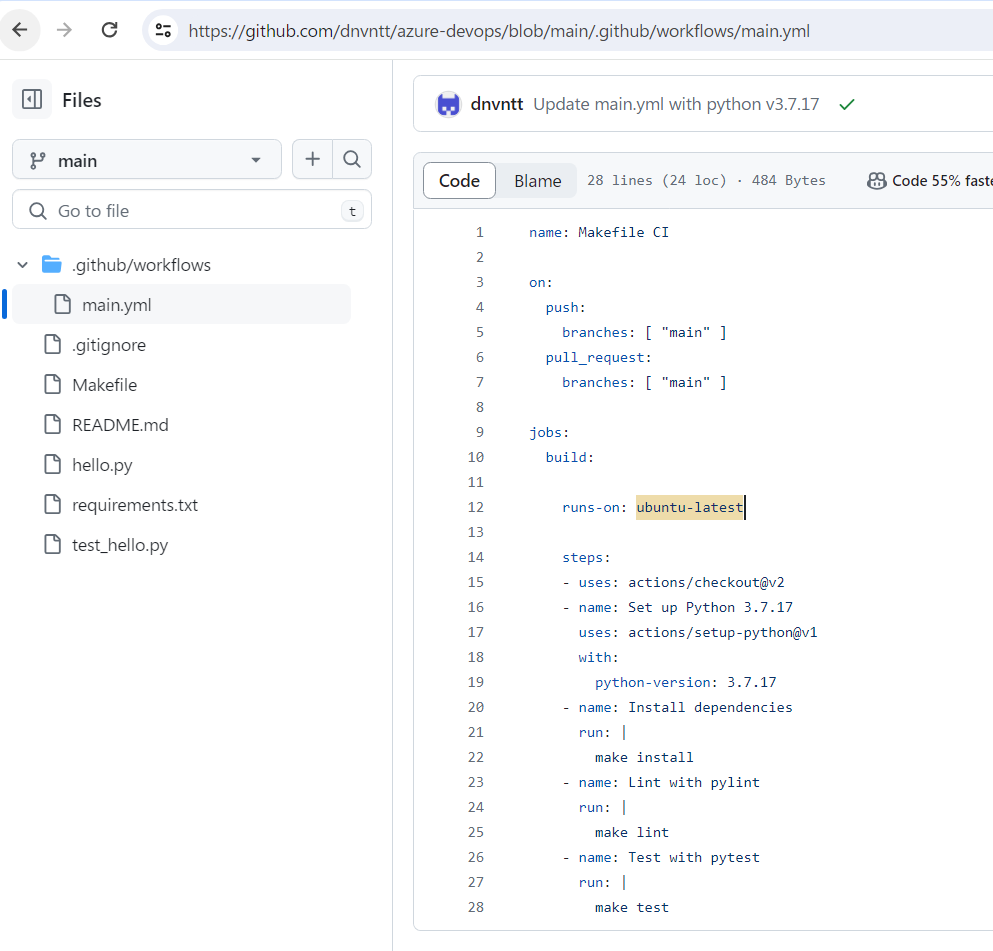 https://github.com/dnvntt/azure-devops/blob/main/.github/workflows/main.yml
Files
main
Go to file
t
.github/workflows
main.yml
.gitignore
Makefile
README.md
hello.py
requirements.txt
test_hello.py
dnvntt Update main.yml with python v3.7.17
Code Blame 28 lines (24 loc) · 484 Bytes Code 55% faste
1 name: Makefile CI
2
3 on:
4 push:
5 branches: [ "main" ]
6 pull_request:
7 branches: [ "main" ]
8
9 jobs:
10 build:
11
12 runs-on: ubuntu-latest
13
14 steps:
15 - uses: actions/checkout@v2
16 - name: Set up Python 3.7.17
17 uses: actions/setup-python@v1
18 with:
19 python-version: 3.7.17
20 - name: Install dependencies
21 run: |
22 make install
23 - name: Lint with pylint
24 run: |
25 make lint
26 - name: Test with pytest
27 run: |
28 make test